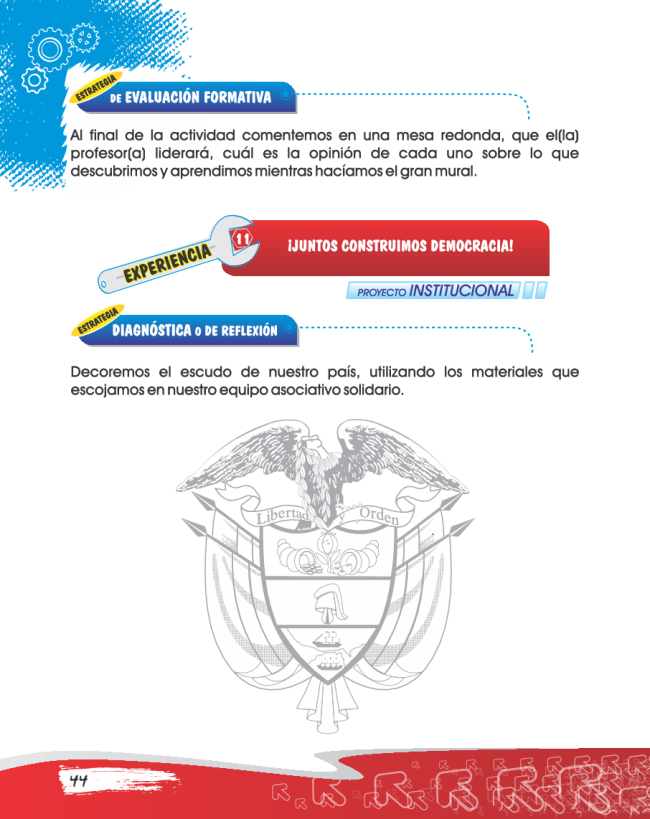 ESTRATEGIA
DE EVALUACIÓN FORMATIVA
Al final de la actividad comentemos en una mesa redonda, que el(la)
profesor(a) liderará, cuál es la opinión de cada uno sobre lo que
descubrimos y aprendimos mientras hacíamos el gran mural.
EXPERIENCIA
11
¡JUNTOS CONSTRUIMOS DEMOCRACIA!
PROYECTO INSTITUCIONAL
ESTRATEGIA
DIAGNÓSTICA O DE REFLEXIÓN
Decoremos el escudo de nuestro país, utilizando los materiales que
escojamos en nuestro equipo asociativo solidario.
Libertad y Orden
44